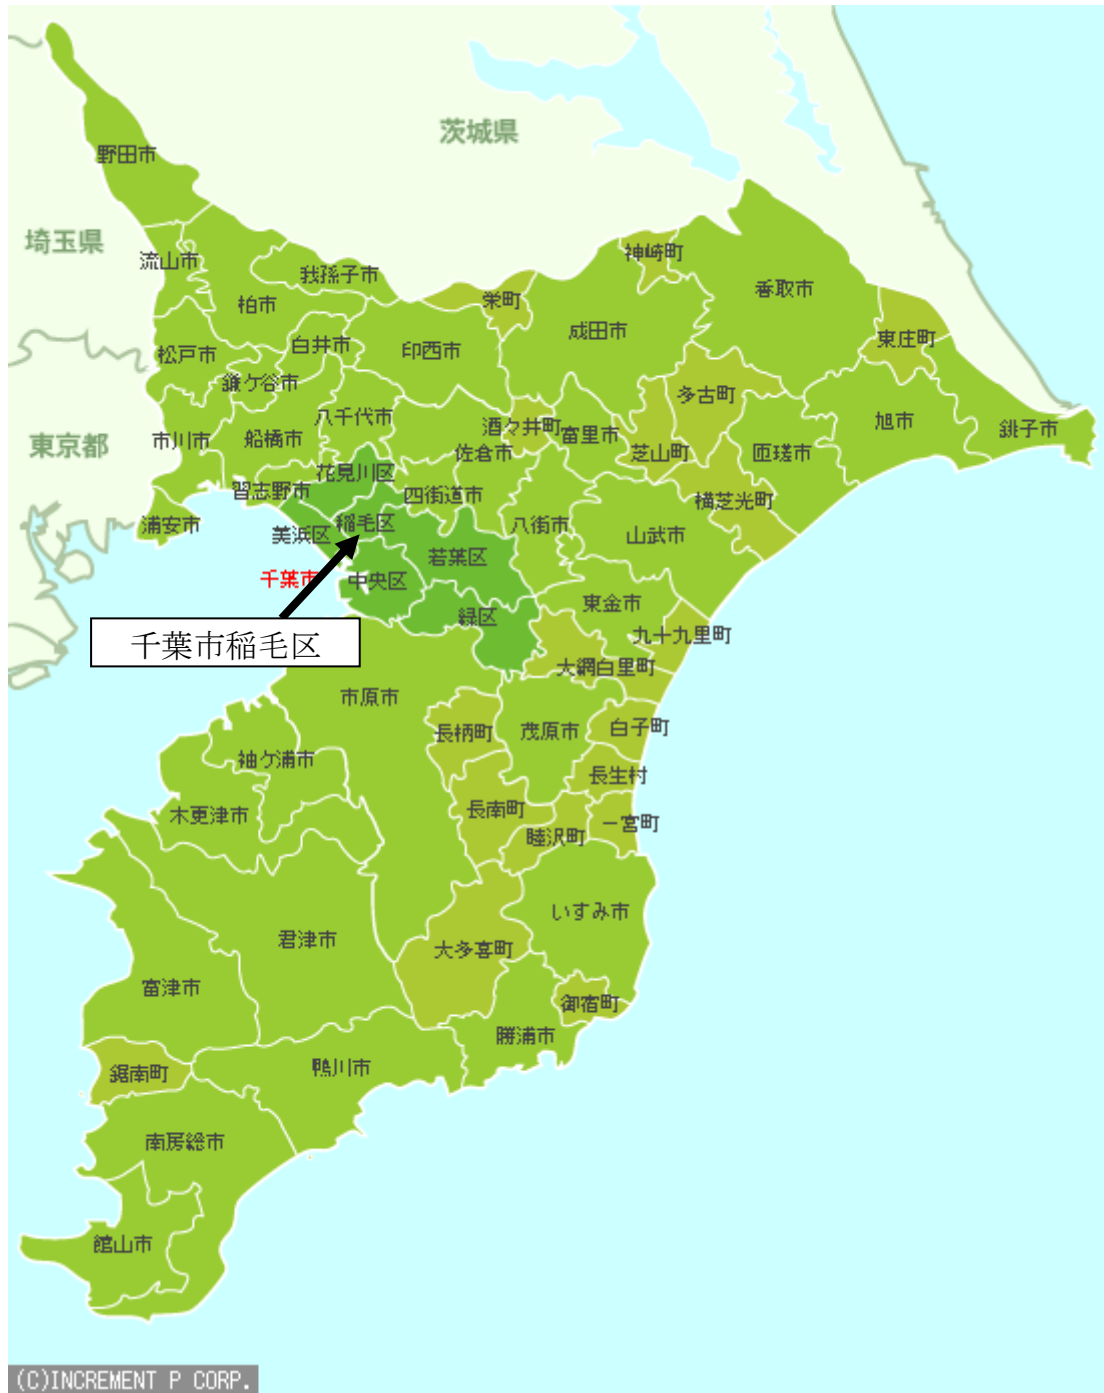 茨城県
野田市
埼玉県
流山市
我孫子市
神崎町
香取市
柏市
栄町
成田市
東庄町
松戸市
白井市
印西市
鎌ケ谷市
多古町
八千代市
酒々井町
富里市
旭市
銚子市
東京都
市川市
船橋市
佐倉市
芝山町
匝瑳市
花見川区
習志野市
四街道市
横芝光町
浦安市
美浜区
稲毛区
八街市
山武市
若葉区
千葉市
中央区
緑区
東金市
九十九里町
千葉市稲毛区
大網白里町
市原市
長柄町
茂原市
白子町
袖ケ浦市
長生村
木更津市
長南町
睦沢町
一宮町
いすみ市
君津市
大多喜町
富津市
御宿町
勝浦市
鋸南町
鴨川市
南房総市
館山市
(C)INCREMENT P CORP.